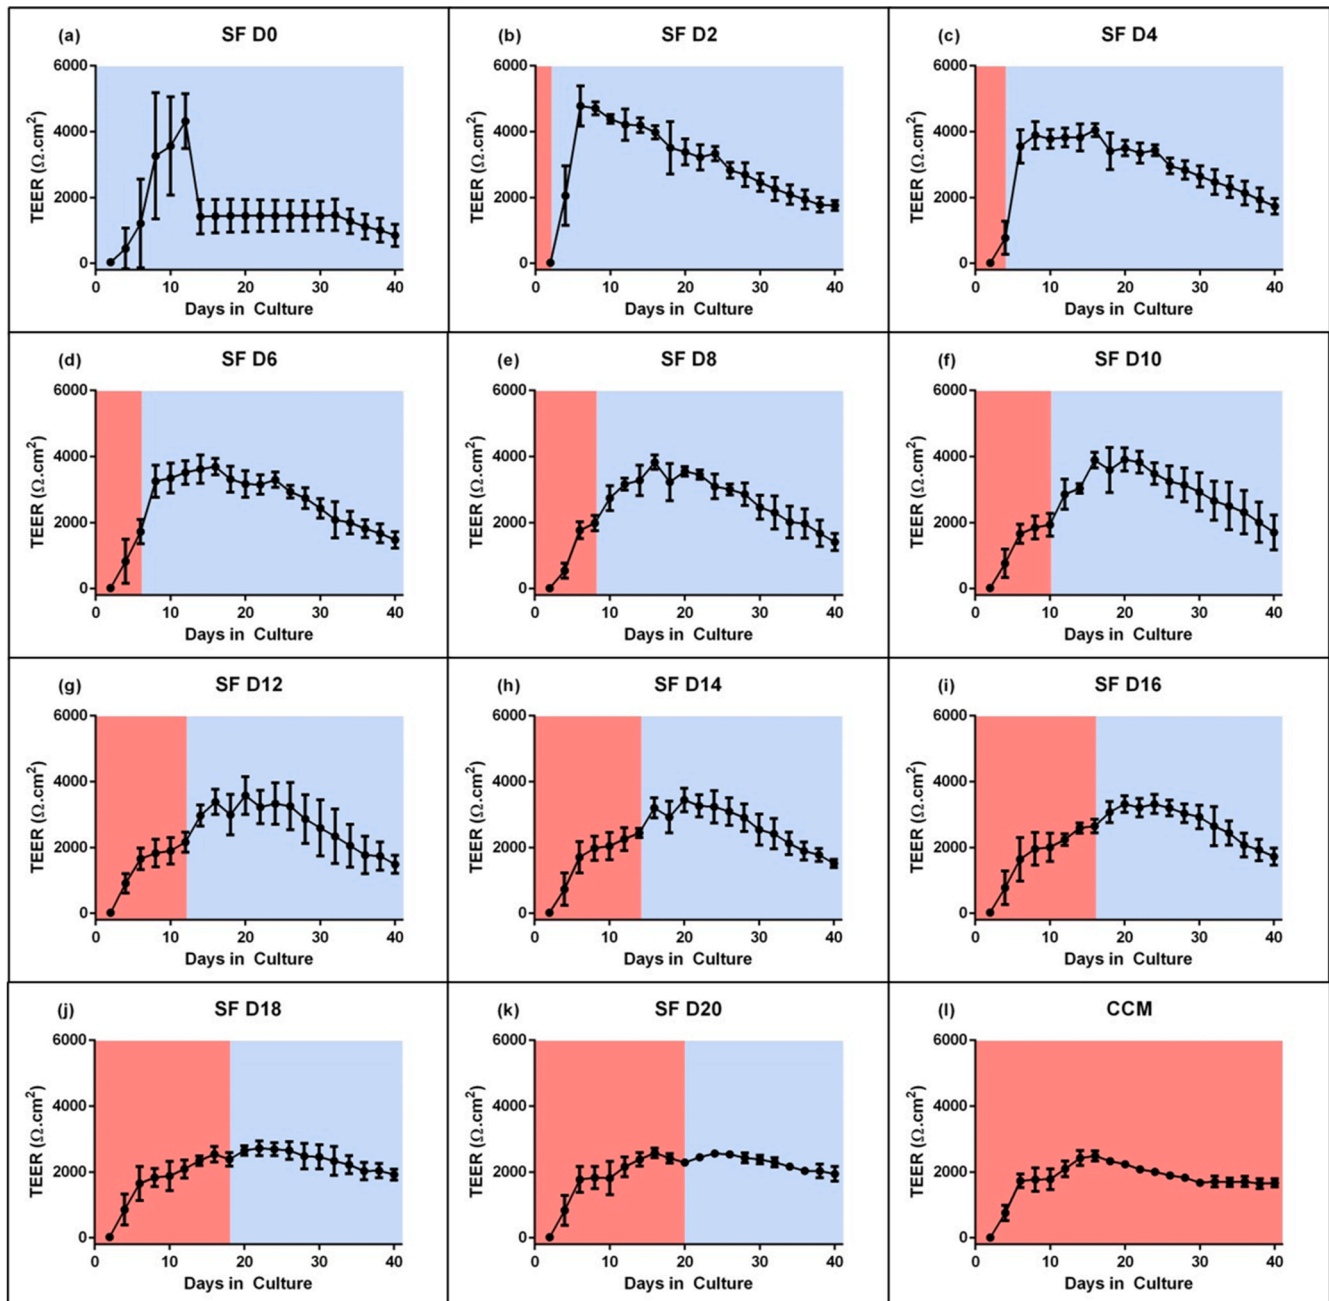 (a) SF D0
6000
4000
2000
0
TEER (Ω.cm²)
0 10 20 30 40
Days in Culture
(b) SF D2
6000
4000
2000
0
TEER (Ω.cm²)
0 10 20 30 40
Days in Culture
(c) SF D4
6000
4000
2000
0
TEER (Ω.cm²)
0 10 20 30 40
Days in Culture
(d) SF D6
6000
4000
2000
0
TEER (Ω.cm²)
0 10 20 30 40
Days in Culture
(e) SF D8
6000
4000
2000
0
TEER (Ω.cm²)
0 10 20 30 40
Days in Culture
(f) SF D10
6000
4000
2000
0
TEER (Ω.cm²)
0 10 20 30 40
Days in Culture
(g) SF D12
6000
4000
2000
0
TEER (Ω.cm²)
0 10 20 30 40
Days in Culture
(h) SF D14
6000
4000
2000
0
TEER (Ω.cm²)
0 10 20 30 40
Days in Culture
(i) SF D16
6000
4000
2000
0
TEER (Ω.cm²)
0 10 20 30 40
Days in Culture
(j) SF D18
6000
4000
2000
0
TEER (Ω.cm²)
0 10 20 30 40
Days in Culture
(k) SF D20
6000
4000
2000
0
TEER (Ω.cm²)
0 10 20 30 40
Days in Culture
(l) CCM
6000
4000
2000
0
TEER (Ω.cm²)
0 10 20 30 40
Days in Culture